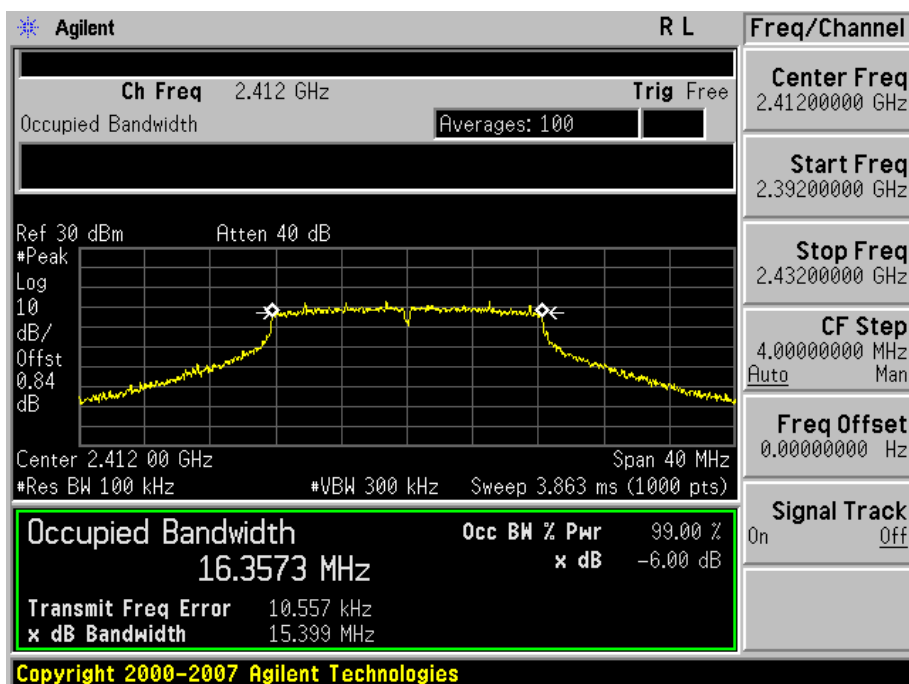 Agilent R L Freq/Channel
Ch Freq 2.412 GHz Trig Free
Occupied Bandwidth Averages: 100
Center Freq
2.41200000 GHz
Start Freq
2.39200000 GHz
Stop Freq
2.43200000 GHz
CF Step
4.00000000 MHz
Auto Man
Freq Offset
0.00000000 Hz
Signal Track
On Off
Ref 30 dBm Atten 40 dB
#Peak
Log
10
dB/
Offst
0.84
dB
Center 2.412 00 GHz Span 40 MHz
#Res BW 100 kHz #VBW 300 kHz Sweep 3.863 ms (1000 pts)
Occupied Bandwidth
16.3573 MHz
Occ BW % Pwr 99.00 %
x dB -6.00 dB
Transmit Freq Error 10.557 kHz
x dB Bandwidth 15.399 MHz
Copyright 2000-2007 Agilent Technologies